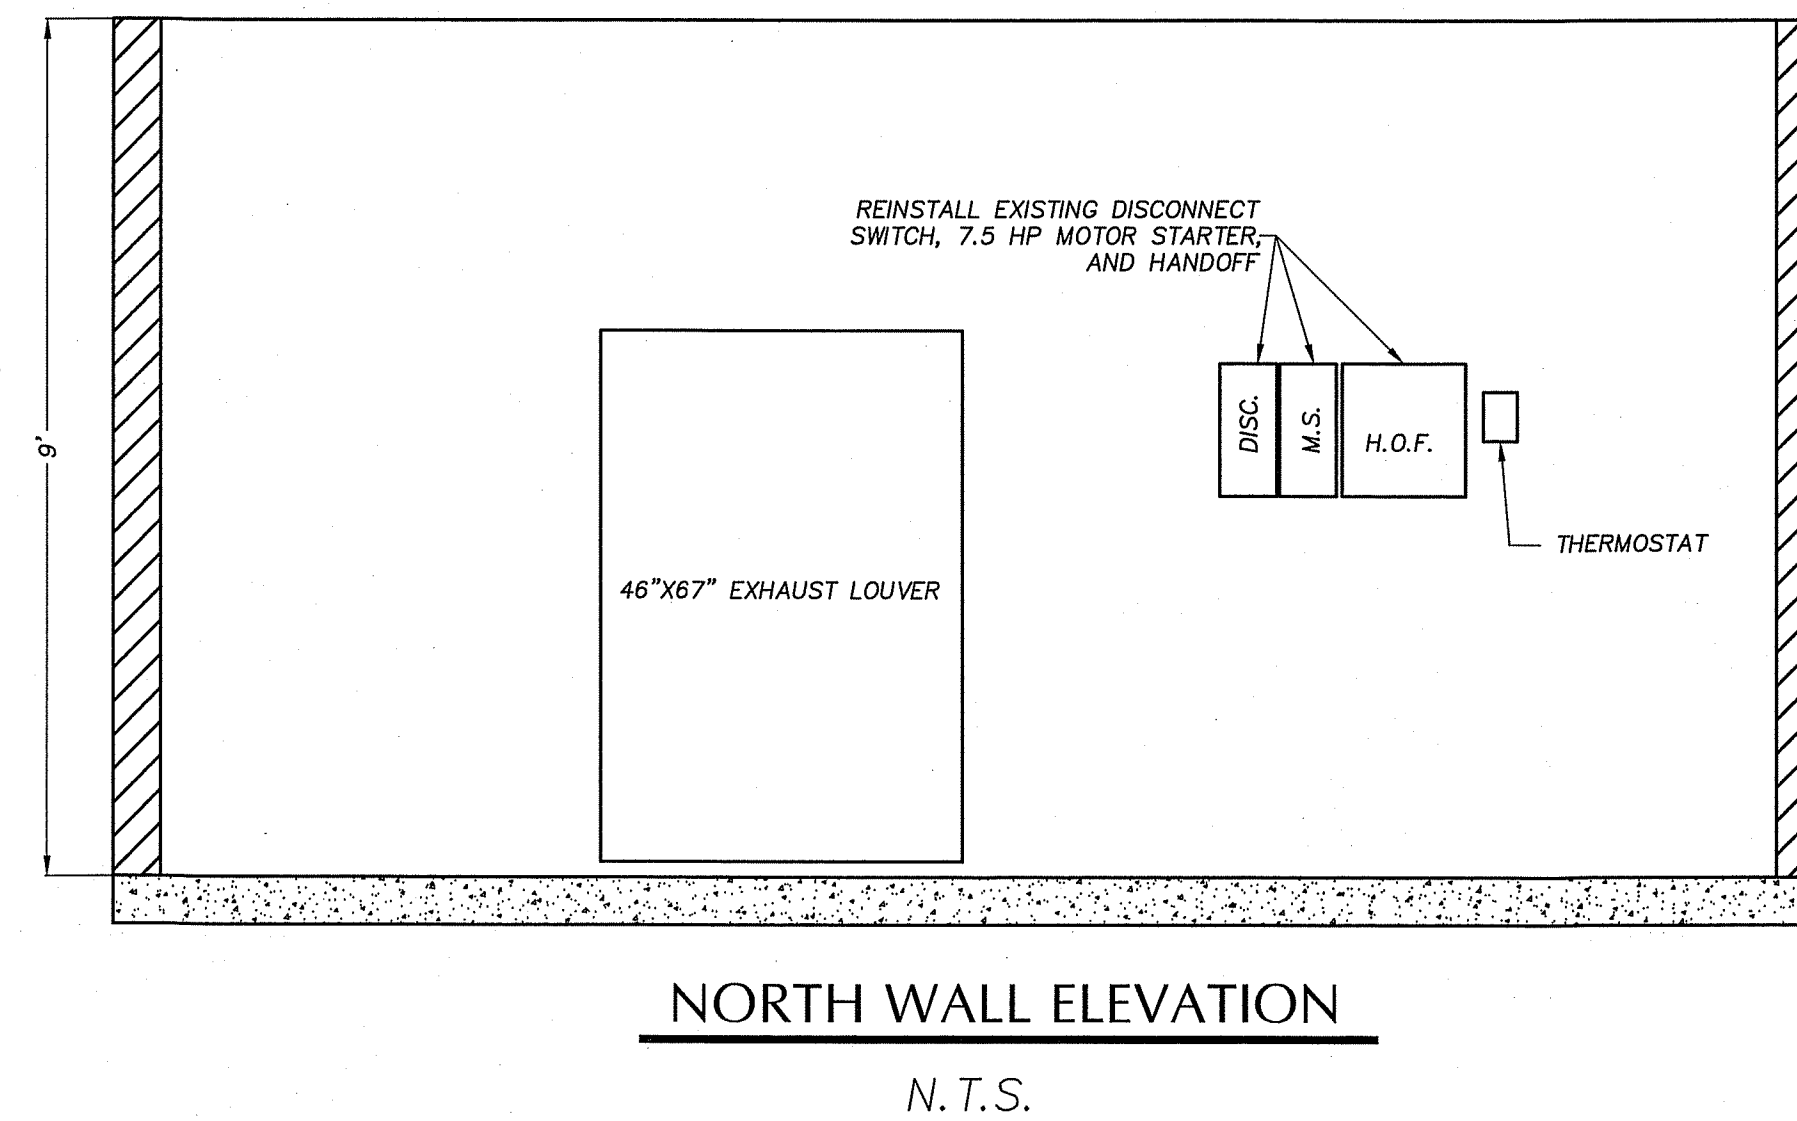 REINSTALL EXISTING DISCONNECT
SWITCH, 7.5 HP MOTOR STARTER,
AND HANDOFF
9'
DISC.
M.S.
H.O.F.
THERMOSTAT
46"X67" EXHAUST LOUVER
NORTH WALL ELEVATION
N.T.S.